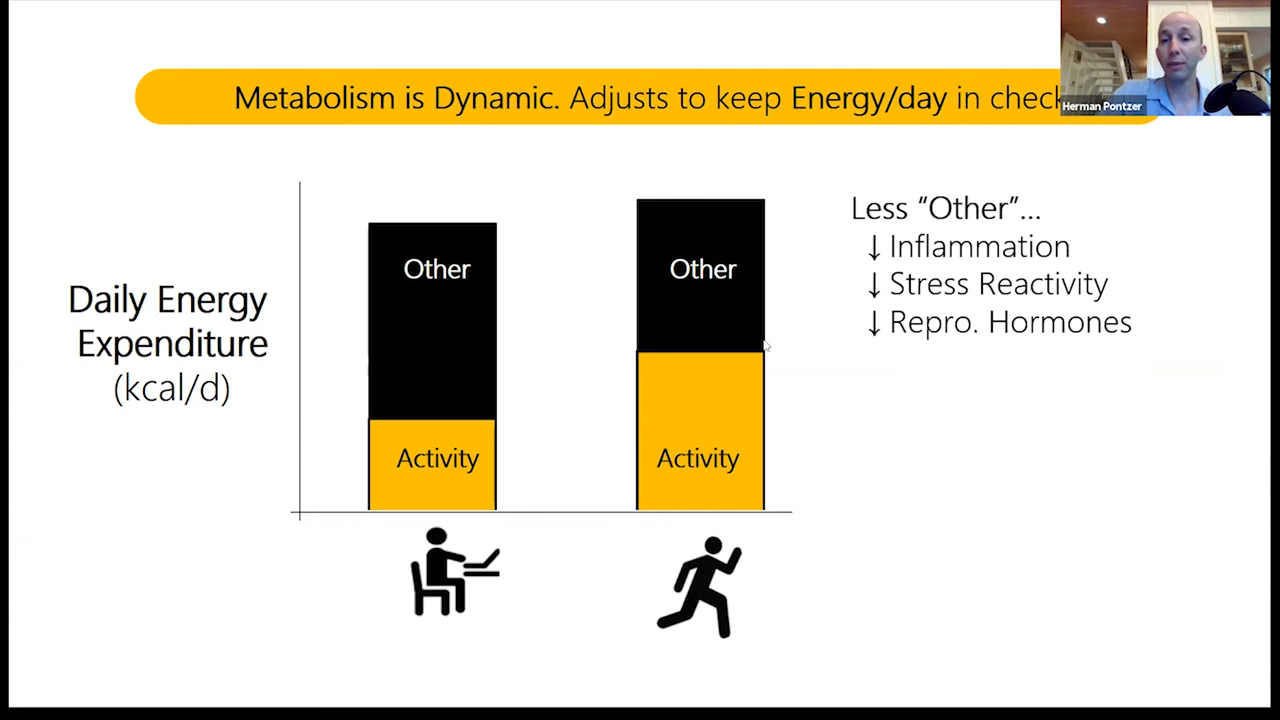 Metabolism is Dynamic. Adjusts to keep Energy/day in check
Herman Pontzer
Daily Energy
Expenditure
(kcal/d)
Other
Activity
Other
Activity
Less “Other”…
↓ Inflammation
↓ Stress Reactivity
↓ Repro. Hormones